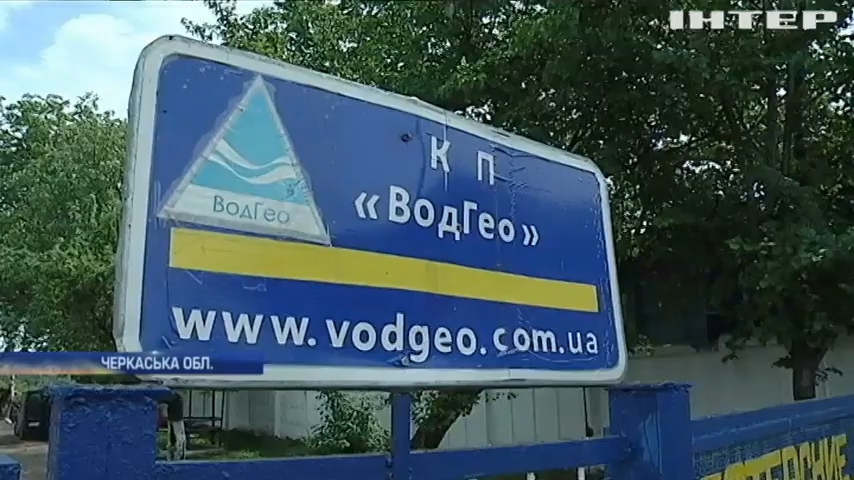 ІНТЕР
К П
ВодГео
«ВодГео»
www.vodgeo.com.ua
ЧЕРКАСЬКА ОБЛ.